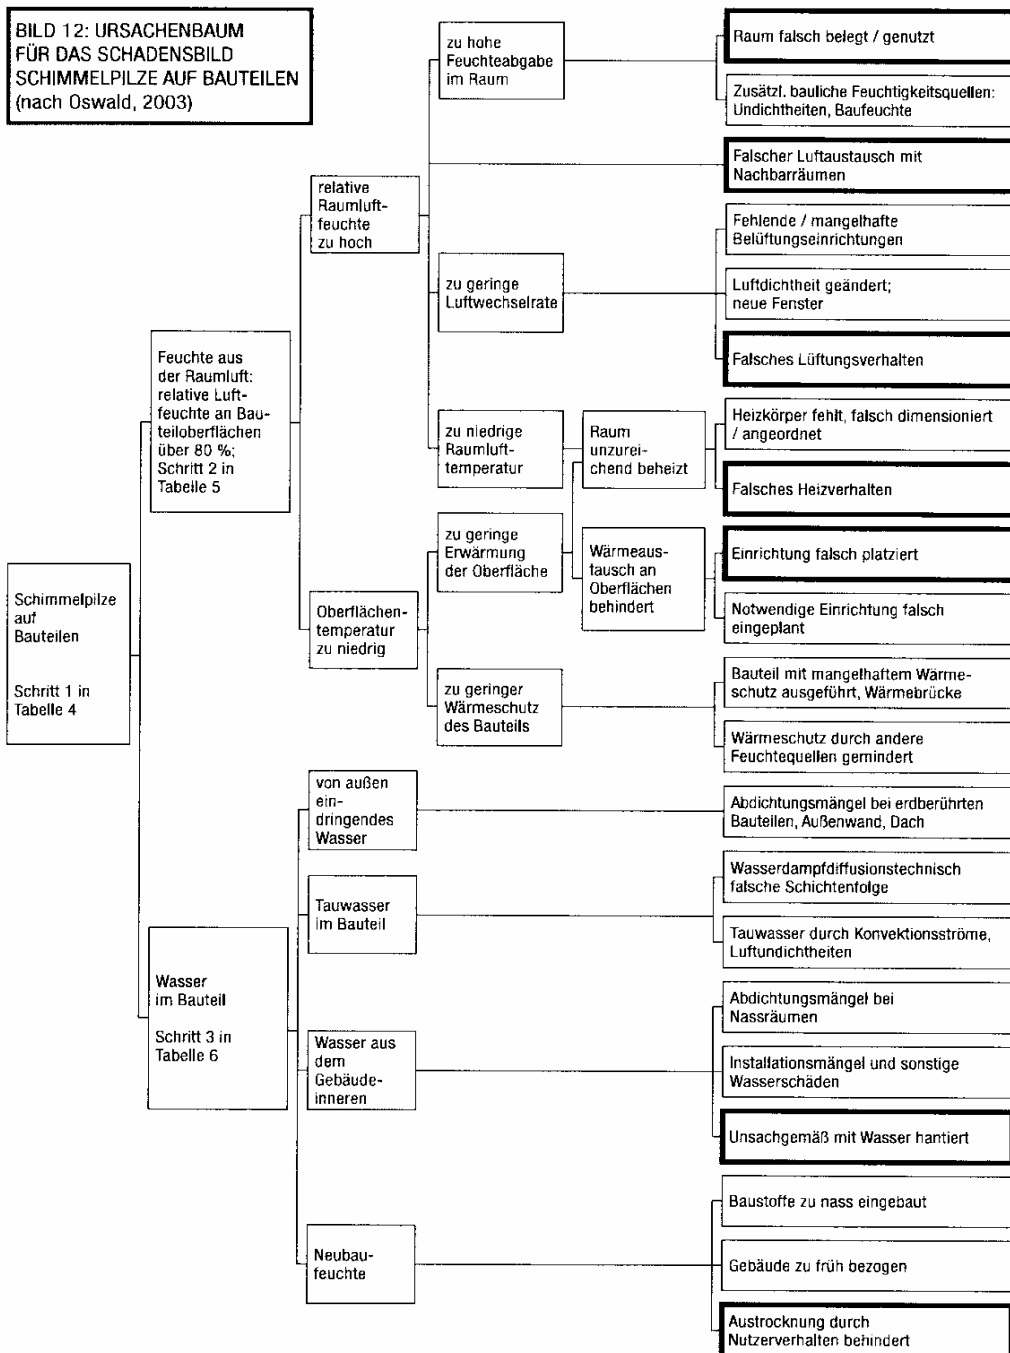 BILD 12: URSACHENBAUM
FÜR DAS SCHADENSBILD
SCHIMMELPILZE AUF BAUTEILEN
(nach Oswald, 2003)
Schimmelpilze
auf
Bauteilen
Schritt 1 in
Tabelle 4
Feuchte aus
der Raumluft:
relative Luft-
feuchte an Bau-
teiloberflächen
über 80 %;
Schritt 2 in
Tabelle 5
Wasser
im Bauteil
Schritt 3 in
Tabelle 6
relative
Raumluft-
feuchte
zu hoch
Oberflächen-
temperatur
zu niedrig
von außen
ein-
dringendes
Wasser
Tauwasser
im Bauteil
Wasser aus
dem
Gebäude-
inneren
Neubau-
feuchte
zu hohe
Feuchteabgabe
im Raum
zu geringe
Luftwechselrate
zu niedrige
Raumluft-
temperatur
zu geringe
Erwärmung
der Oberfläche
zu geringer
Wärmeschutz
des Bauteils
Raum
unzurei-
chend beheizt
Wärmeaus-
tausch an
Oberflächen
behindert
Raum falsch belegt / genutzt
Zusätzl. bauliche Feuchtigkeitsquellen:
Undichtheiten, Baufeuchte
Falscher Luftaustausch mit
Nachbarräumen
Fehlende / mangelhafte
Belüftungseinrichtungen
Luftdichtheit geändert;
neue Fenster
Falsches Lüftungsverhalten
Heizkörper fehlt, falsch dimensioniert
/ angeordnet
Falsches Heizverhalten
Einrichtung falsch platziert
Notwendige Einrichtung falsch
eingeplant
Bauteil mit mangelhaftem Wärme-
schutz ausgeführt, Wärmebrücke
Wärmeschutz durch andere
Feuchtequellen gemindert
Abdichtungsmängel bei erdberührten
Bauteilen, Außenwand, Dach
Wasserdampfdiffusionstechnisch
falsche Schichtenfolge
Tauwasser durch Konvektionsströme,
Luftundichtheiten
Abdichtungsmängel bei
Nassräumen
Installationsmängel und sonstige
Wasserschäden
Unsachgemäß mit Wasser hantiert
Baustoffe zu nass eingebaut
Gebäude zu früh bezogen
Austrocknung durch
Nutzerverhalten behindert